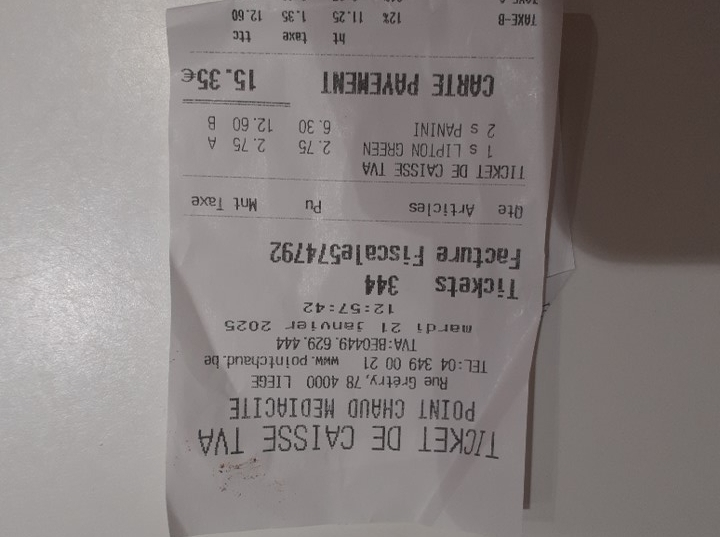 TICKET DE CAISSE TVA
POINT CHAUD MEDIACITE
Rue Grétry, 78 4000 LIEGE
TEL:04 349 00 21 www.pointchaud.be
TVA:BE0449.629.444
mardi 21 janvier 2025
12:57:42
Tickets 344
Facture Fiscale574792
Qte Articles Pu Mnt Taxe
TICKET DE CAISSE TVA
1 s LIPTON GREEN 2.75 2.75 A
2 s PANINI 6.30 12.60 B
CARTE PAYEMENT 15.35€
ht taxe ttc
TAXE-B 12% 11.25 1.35 12.60